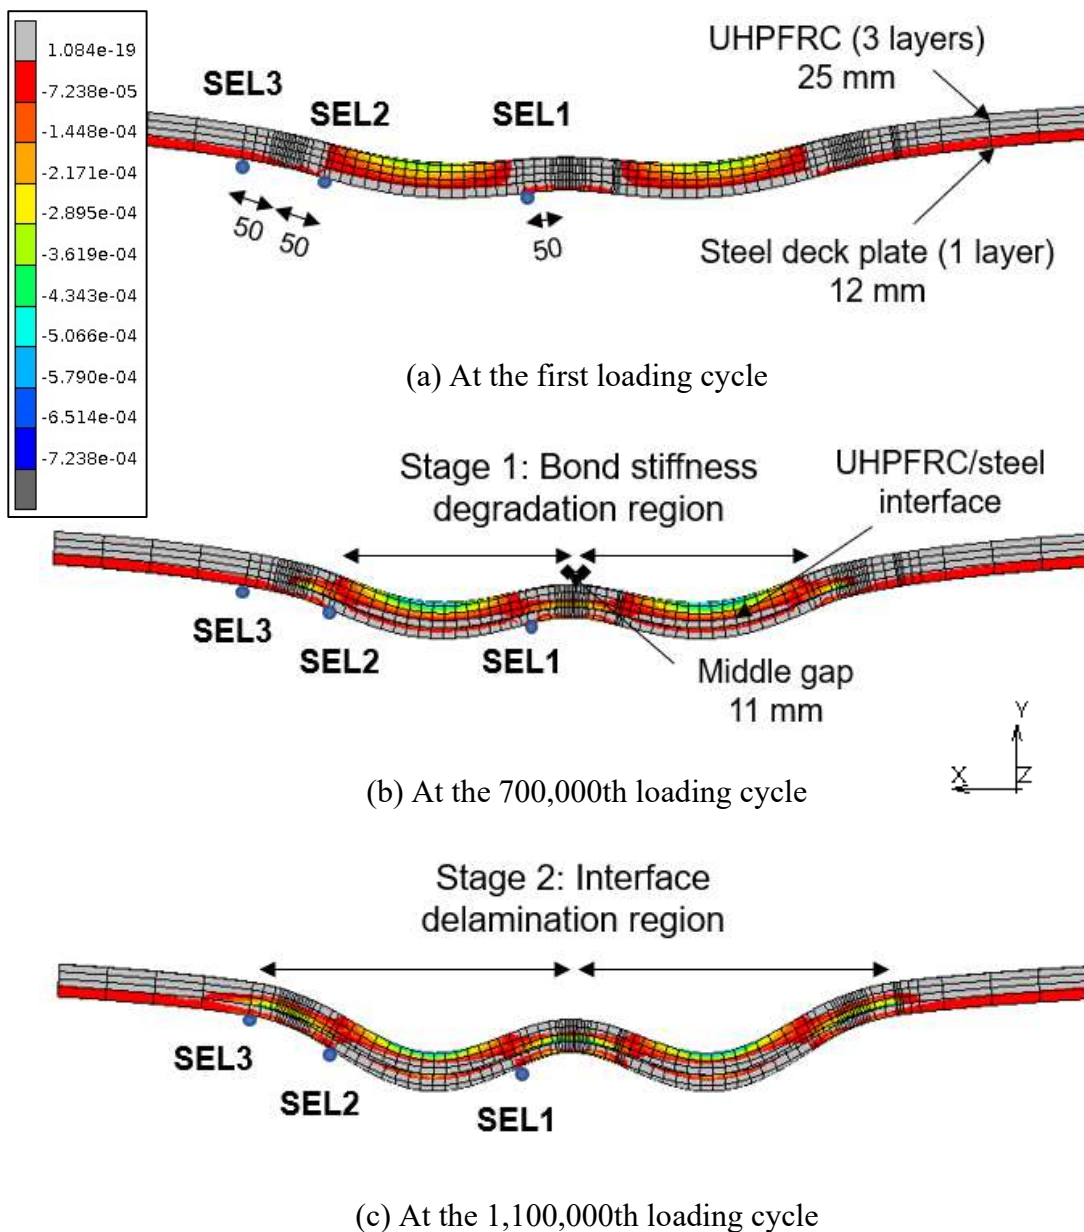 1.084e-19
-7.238e-05
-1.448e-04
-2.171e-04
-2.895e-04
-3.619e-04
-4.343e-04
-5.066e-04
-5.790e-04
-6.514e-04
-7.238e-04
SEL3
SEL2
SEL1
UHPFRC (3 layers)
25 mm
50
50
50
Steel deck plate (1 layer)
12 mm
(a) At the first loading cycle
Stage 1: Bond stiffness
degradation region
UHPFRC/steel
interface
SEL3
SEL2
SEL1
Middle gap
11 mm
Y
X
Z
(b) At the 700,000th loading cycle
Stage 2: Interface
delamination region
SEL3
SEL2
SEL1
(c) At the 1,100,000th loading cycle